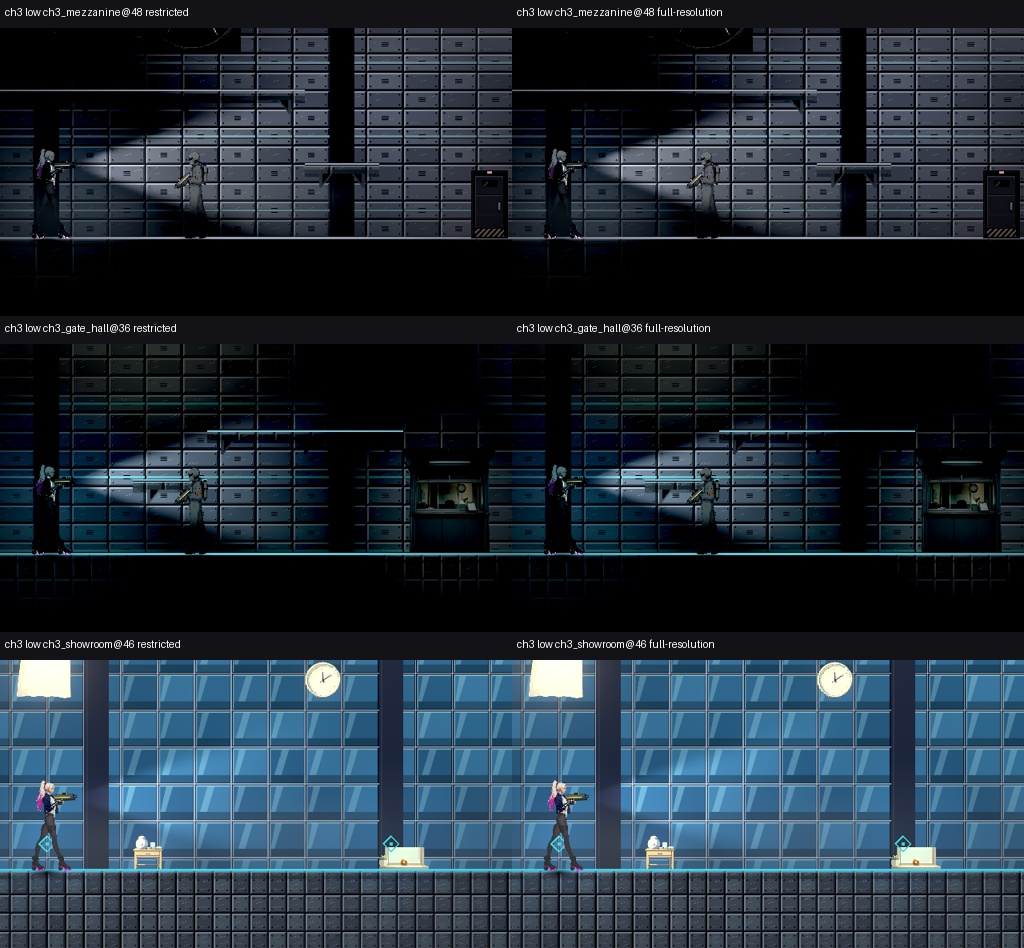 ch3 low ch3_mezzanine@48 restricted
ch3 low ch3_mezzanine@48 full-resolution
ch3 low ch3_gate_hall@36 restricted
ch3 low ch3_gate_hall@36 full-resolution
ch3 low ch3_showroom@46 restricted
ch3 low ch3_showroom@46 full-resolution